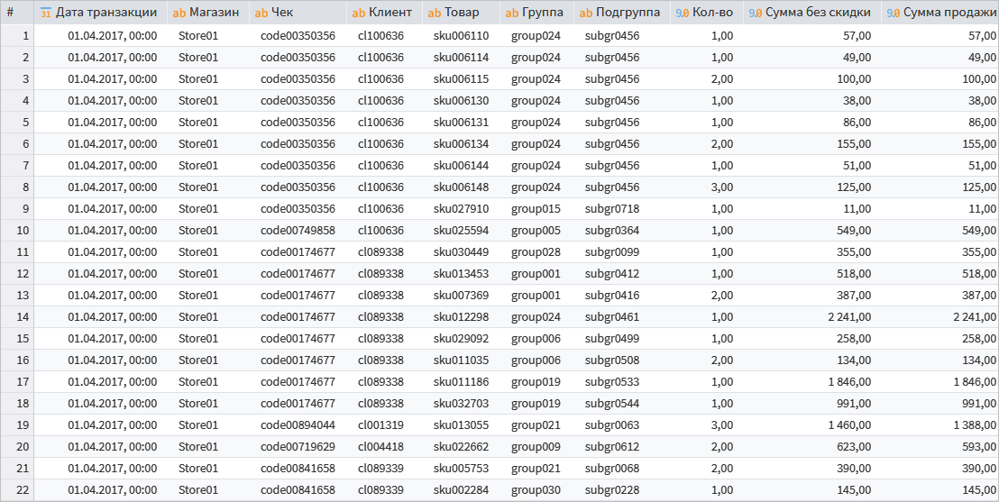 # 31 Дата транзакции ab Магазин ab Чек ab Клиент ab Товар ab Группа ab Подгруппа 9.0 Кол-во 9.0 Сумма без скидки 9.0 Сумма продажи
1 01.04.2017, 00:00 Store01 code00350356 cl100636 sku006110 group024 subgr0456 1,00 57,00 57,00
2 01.04.2017, 00:00 Store01 code00350356 cl100636 sku006114 group024 subgr0456 1,00 49,00 49,00
3 01.04.2017, 00:00 Store01 code00350356 cl100636 sku006115 group024 subgr0456 2,00 100,00 100,00
4 01.04.2017, 00:00 Store01 code00350356 cl100636 sku006130 group024 subgr0456 1,00 38,00 38,00
5 01.04.2017, 00:00 Store01 code00350356 cl100636 sku006131 group024 subgr0456 1,00 86,00 86,00
6 01.04.2017, 00:00 Store01 code00350356 cl100636 sku006134 group024 subgr0456 2,00 155,00 155,00
7 01.04.2017, 00:00 Store01 code00350356 cl100636 sku006144 group024 subgr0456 1,00 51,00 51,00
8 01.04.2017, 00:00 Store01 code00350356 cl100636 sku006148 group024 subgr0456 3,00 125,00 125,00
9 01.04.2017, 00:00 Store01 code00350356 cl100636 sku027910 group015 subgr0718 1,00 11,00 11,00
10 01.04.2017, 00:00 Store01 code00749858 cl100636 sku025594 group005 subgr0364 1,00 549,00 549,00
11 01.04.2017, 00:00 Store01 code00174677 cl089338 sku030449 group028 subgr0099 1,00 355,00 355,00
12 01.04.2017, 00:00 Store01 code00174677 cl089338 sku013453 group001 subgr0412 1,00 518,00 518,00
13 01.04.2017, 00:00 Store01 code00174677 cl089338 sku007369 group001 subgr0416 2,00 387,00 387,00
14 01.04.2017, 00:00 Store01 code00174677 cl089338 sku012298 group024 subgr0461 1,00 2 241,00 2 241,00
15 01.04.2017, 00:00 Store01 code00174677 cl089338 sku029092 group006 subgr0499 1,00 258,00 258,00
16 01.04.2017, 00:00 Store01 code00174677 cl089338 sku011035 group006 subgr0508 2,00 134,00 134,00
17 01.04.2017, 00:00 Store01 code00174677 cl089338 sku011186 group019 subgr0533 1,00 1 846,00 1 846,00
18 01.04.2017, 00:00 Store01 code00174677 cl089338 sku032703 group019 subgr0544 1,00 991,00 991,00
19 01.04.2017, 00:00 Store01 code00894044 cl001319 sku013055 group021 subgr0063 3,00 1 460,00 1 388,00
20 01.04.2017, 00:00 Store01 code00719629 cl004418 sku022662 group009 subgr0612 2,00 623,00 593,00
21 01.04.2017, 00:00 Store01 code00841658 cl089339 sku005753 group021 subgr0068 2,00 390,00 390,00
22 01.04.2017, 00:00 Store01 code00841658 cl089339 sku002284 group030 subgr0228 1,00 145,00 145,00